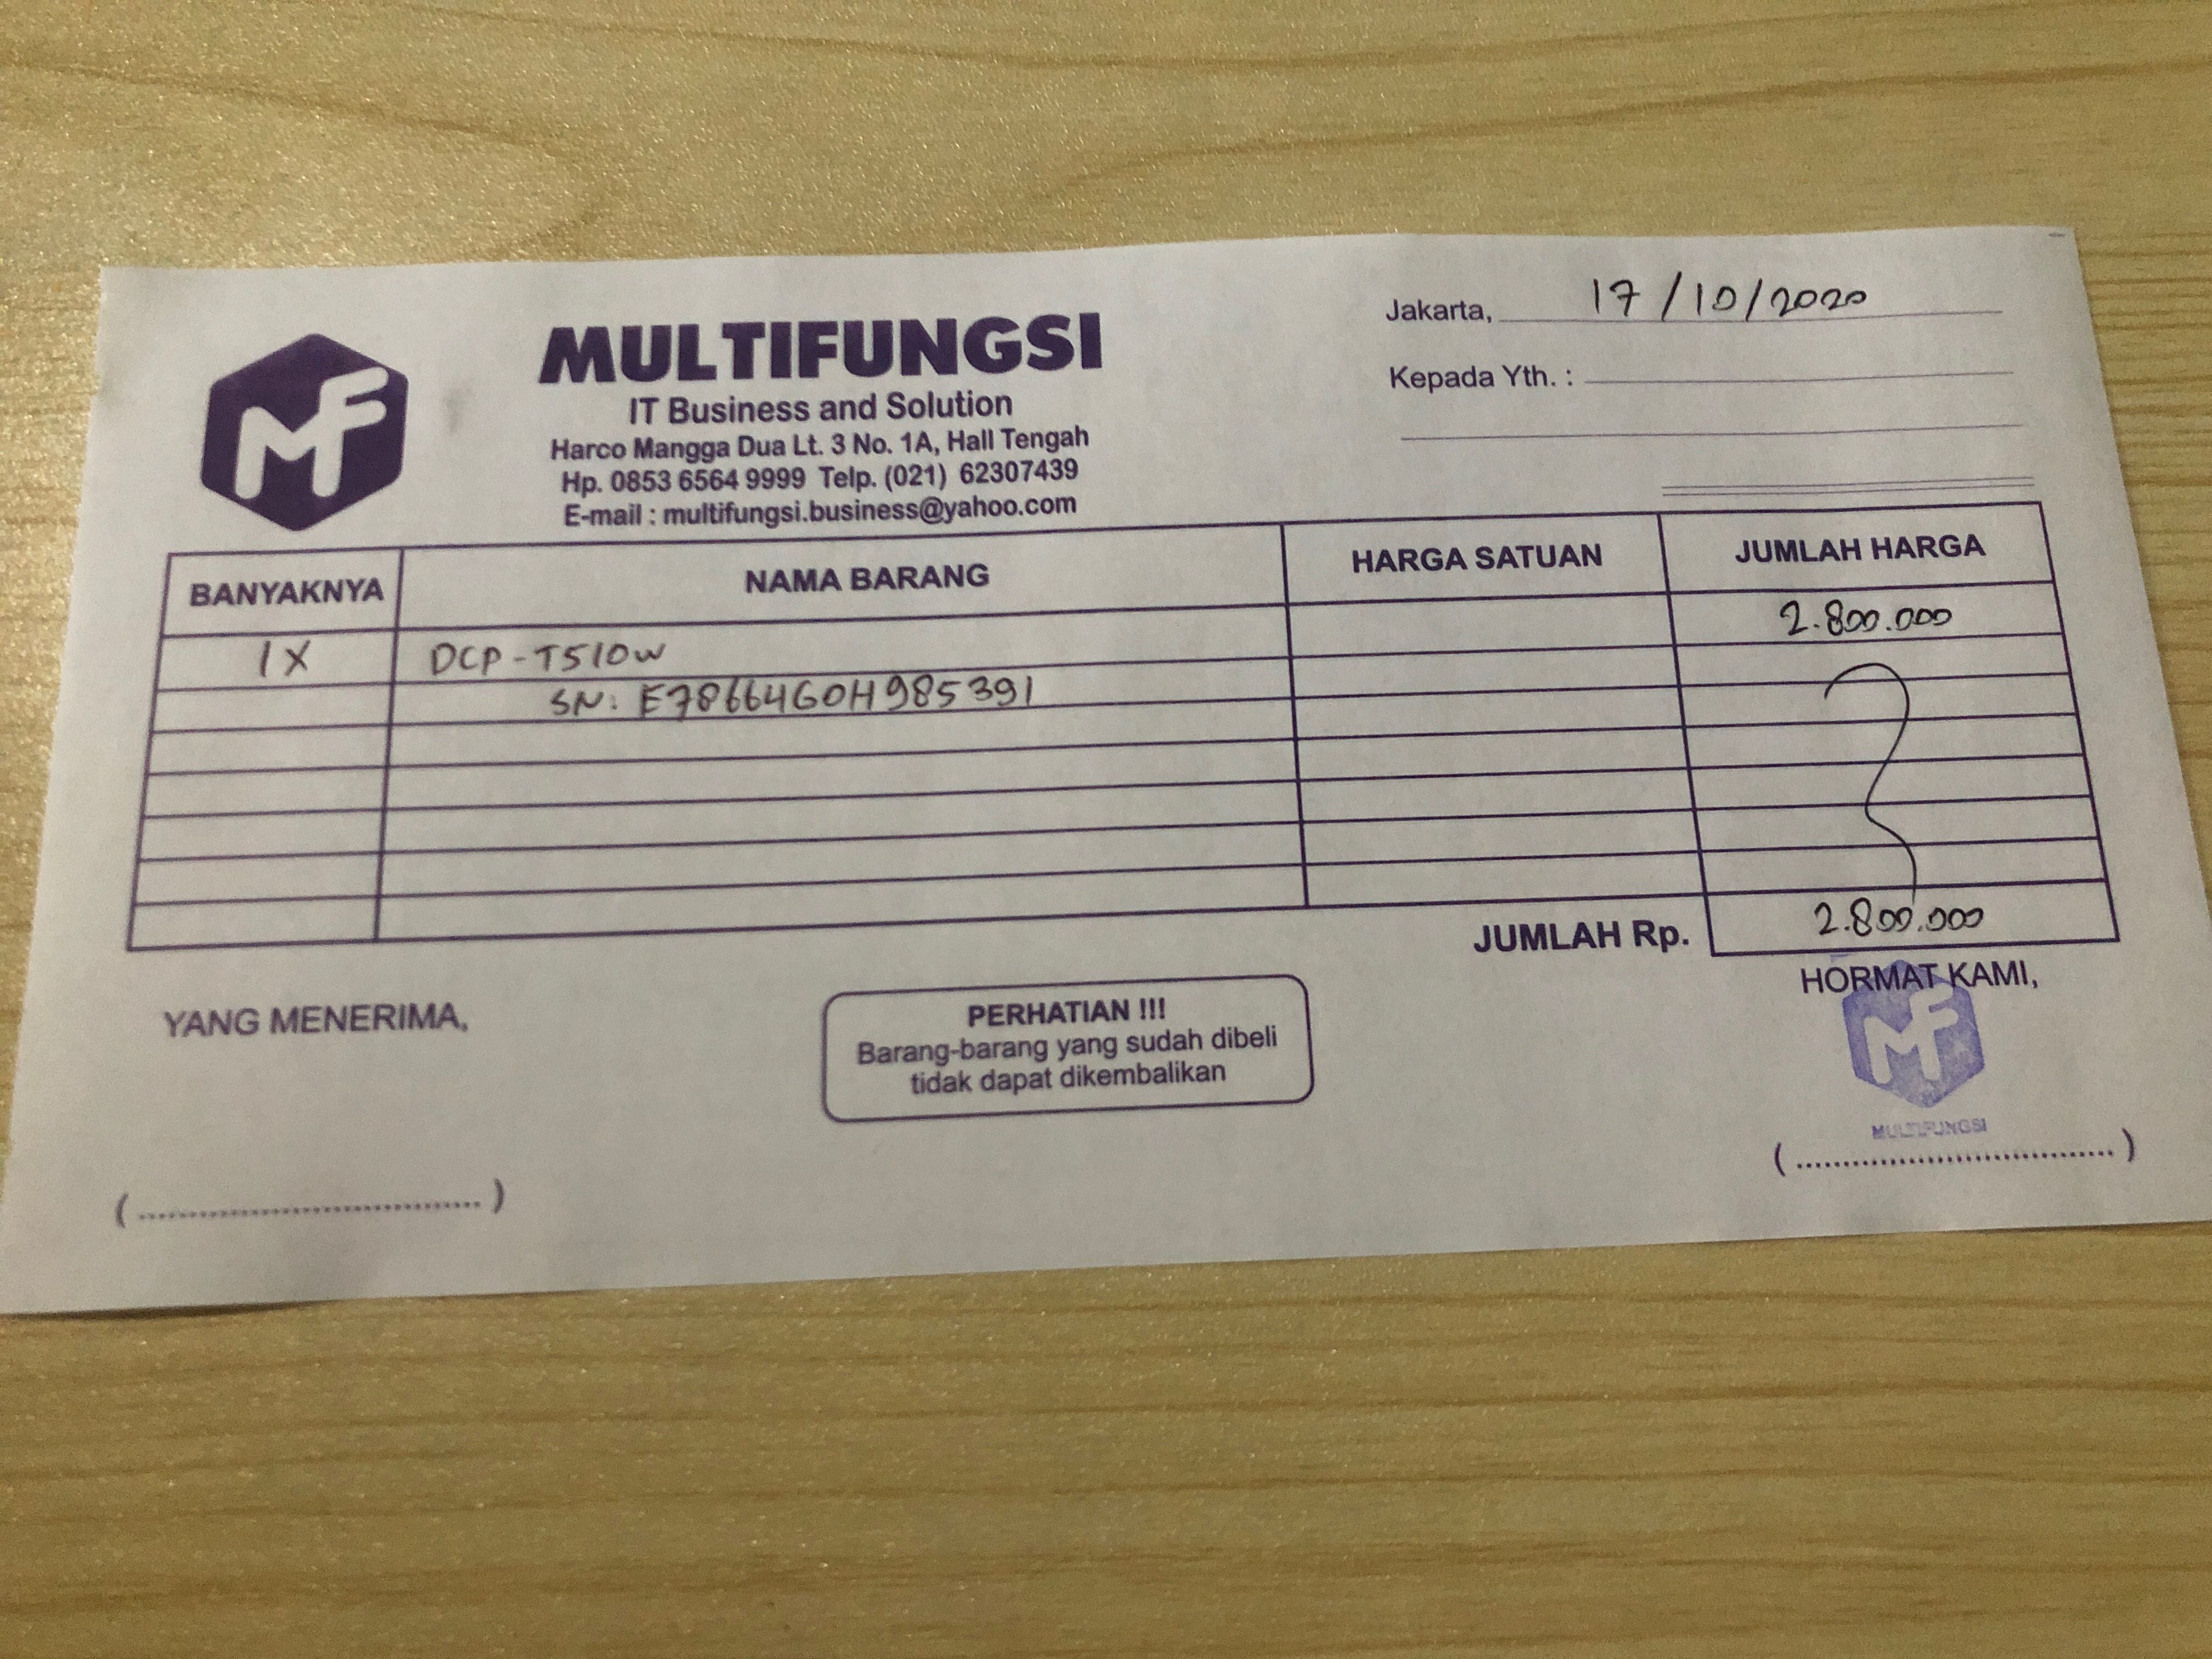 MF
MULTIFUNGSI
IT Business and Solution
Harco Mangga Dua Lt. 3 No. 1A, Hall Tengah
Hp. 0853 6564 9999 Telp. (021) 62307439
E-mail : multifungsi.business@yahoo.com
Jakarta, 17/10/2020
Kepada Yth. :
BANYAKNYA NAMA BARANG HARGA SATUAN JUMLAH HARGA
1X DCP-T510W 2.800.000
SN: E78664G0H985391
JUMLAH Rp. 2.800.000
YANG MENERIMA,
PERHATIAN !!!
Barang-barang yang sudah dibeli
tidak dapat dikembalikan
HORMAT KAMI,
MF
MULTIFUNGSI
(....................................)
(....................................)